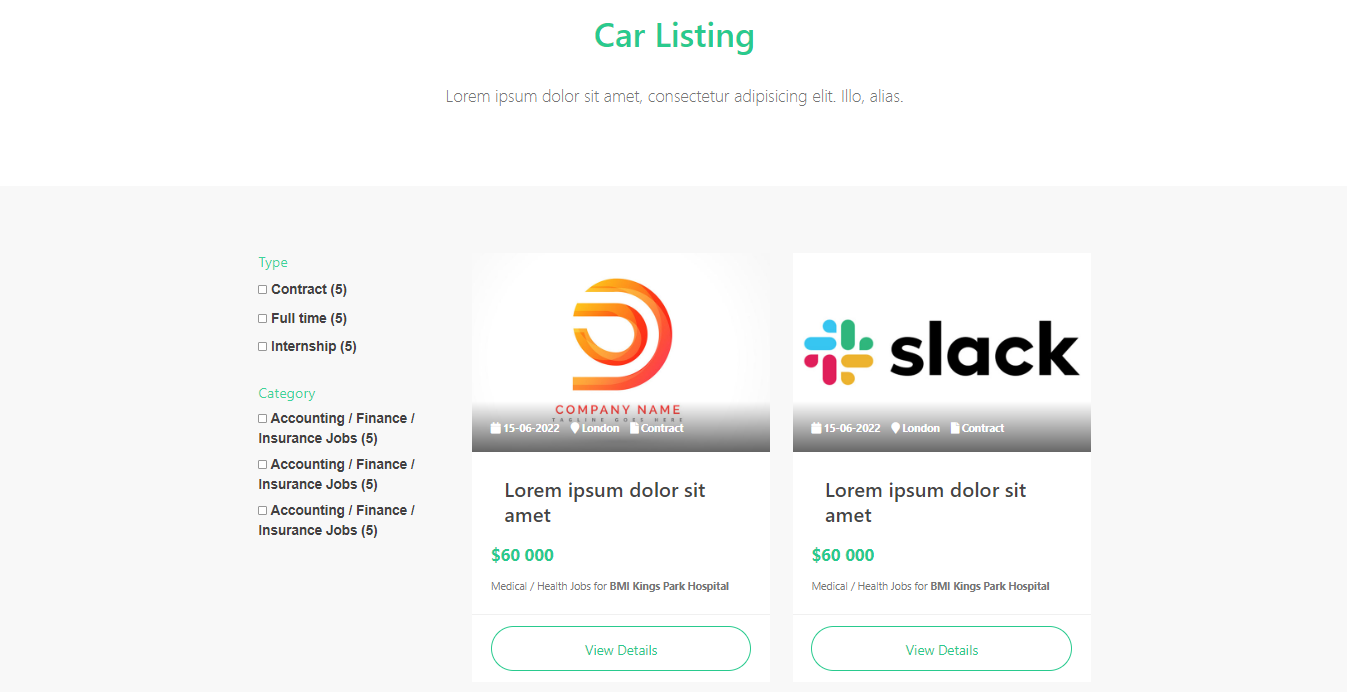 Car Listing
Lorem ipsum dolor sit amet, consectetur adipisicing elit. Illo, alias.
Type
Contract (5)
Full time (5)
Internship (5)
Category
Accounting / Finance /
Insurance Jobs (5)
Accounting / Finance /
Insurance Jobs (5)
Accounting / Finance /
Insurance Jobs (5)
COMPANY NAME
TAGLINE GOES HERE
15-06-2022 London Contract
Lorem ipsum dolor sit
amet
$60 000
Medical / Health Jobs for BMI Kings Park Hospital
View Details
slack
15-06-2022 London Contract
Lorem ipsum dolor sit
amet
$60 000
Medical / Health Jobs for BMI Kings Park Hospital
View Details